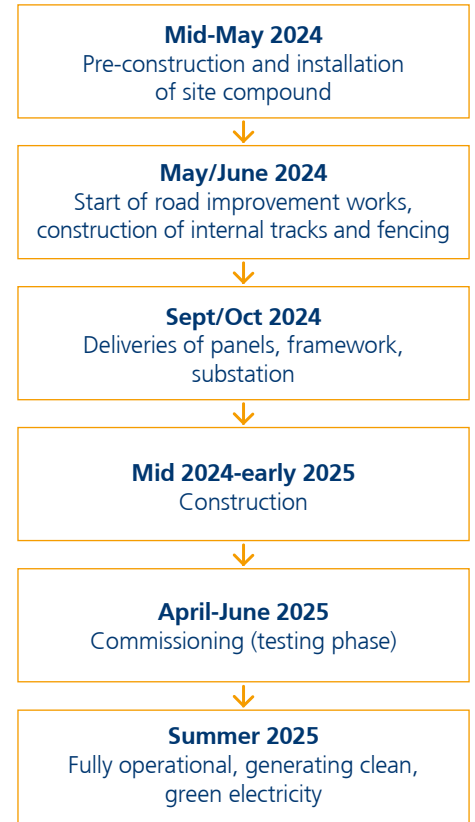 Mid-May 2024
Pre-construction and installation
of site compound
May/June 2024
Start of road improvement works,
construction of internal tracks and fencing
Sept/Oct 2024
Deliveries of panels, framework,
substation
Mid 2024-early 2025
Construction
April-June 2025
Commissioning (testing phase)
Summer 2025
Fully operational, generating clean,
green electricity